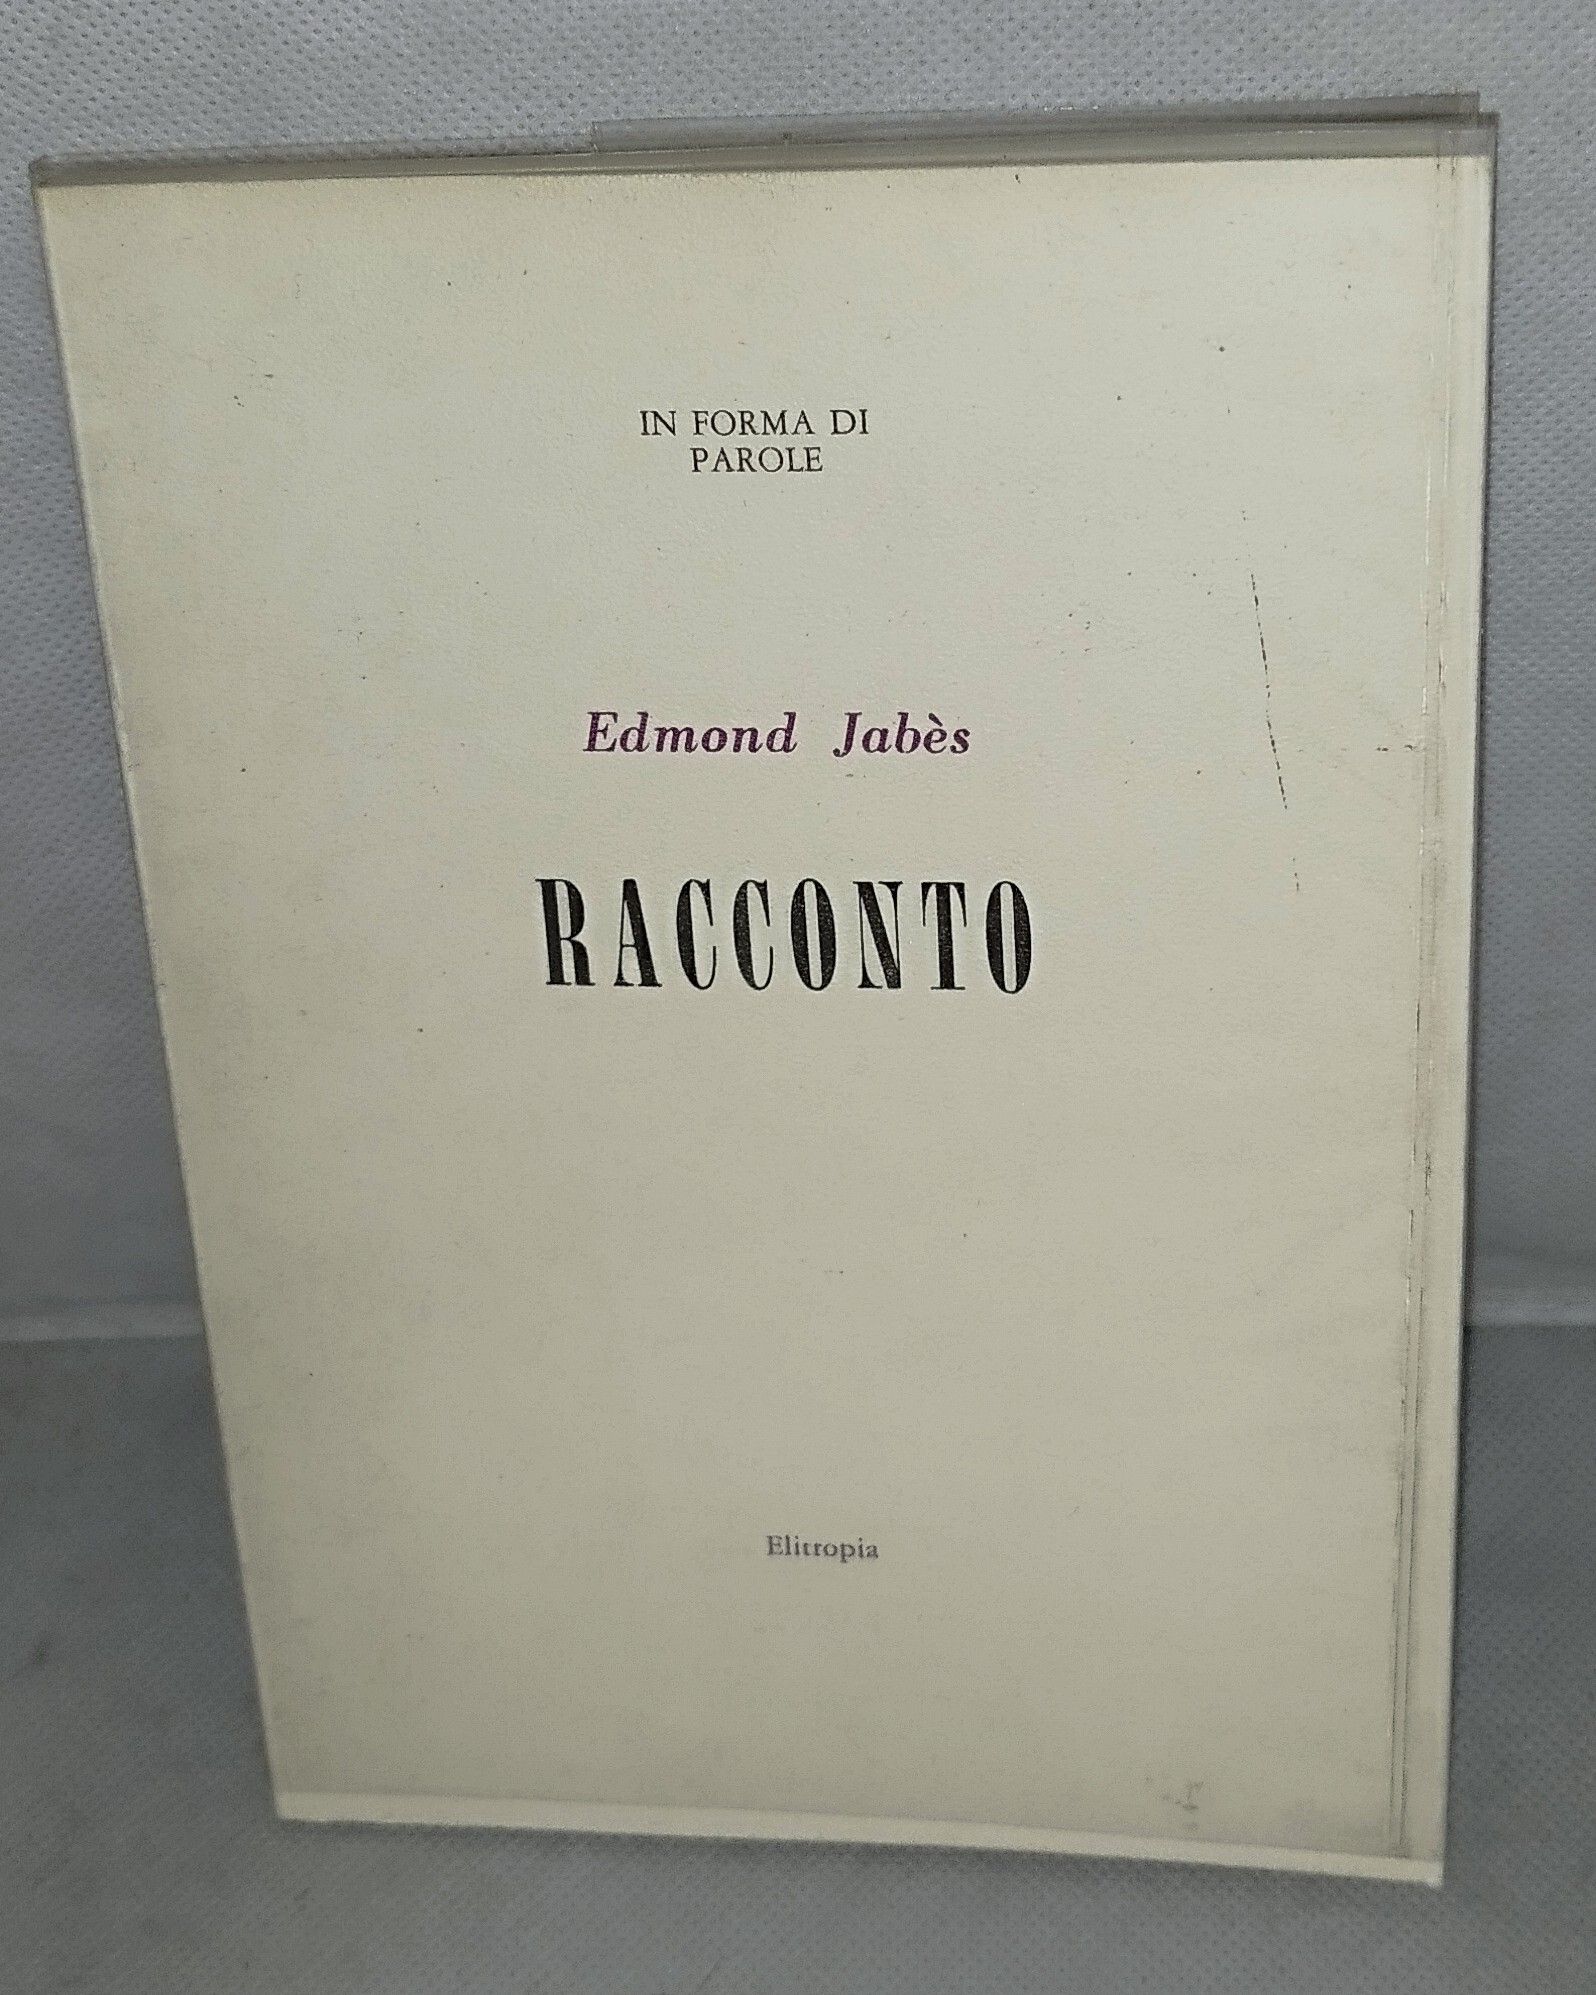 IN FORMA DI
PAROLE
Edmond Jabès
RACCONTO
Elitropia